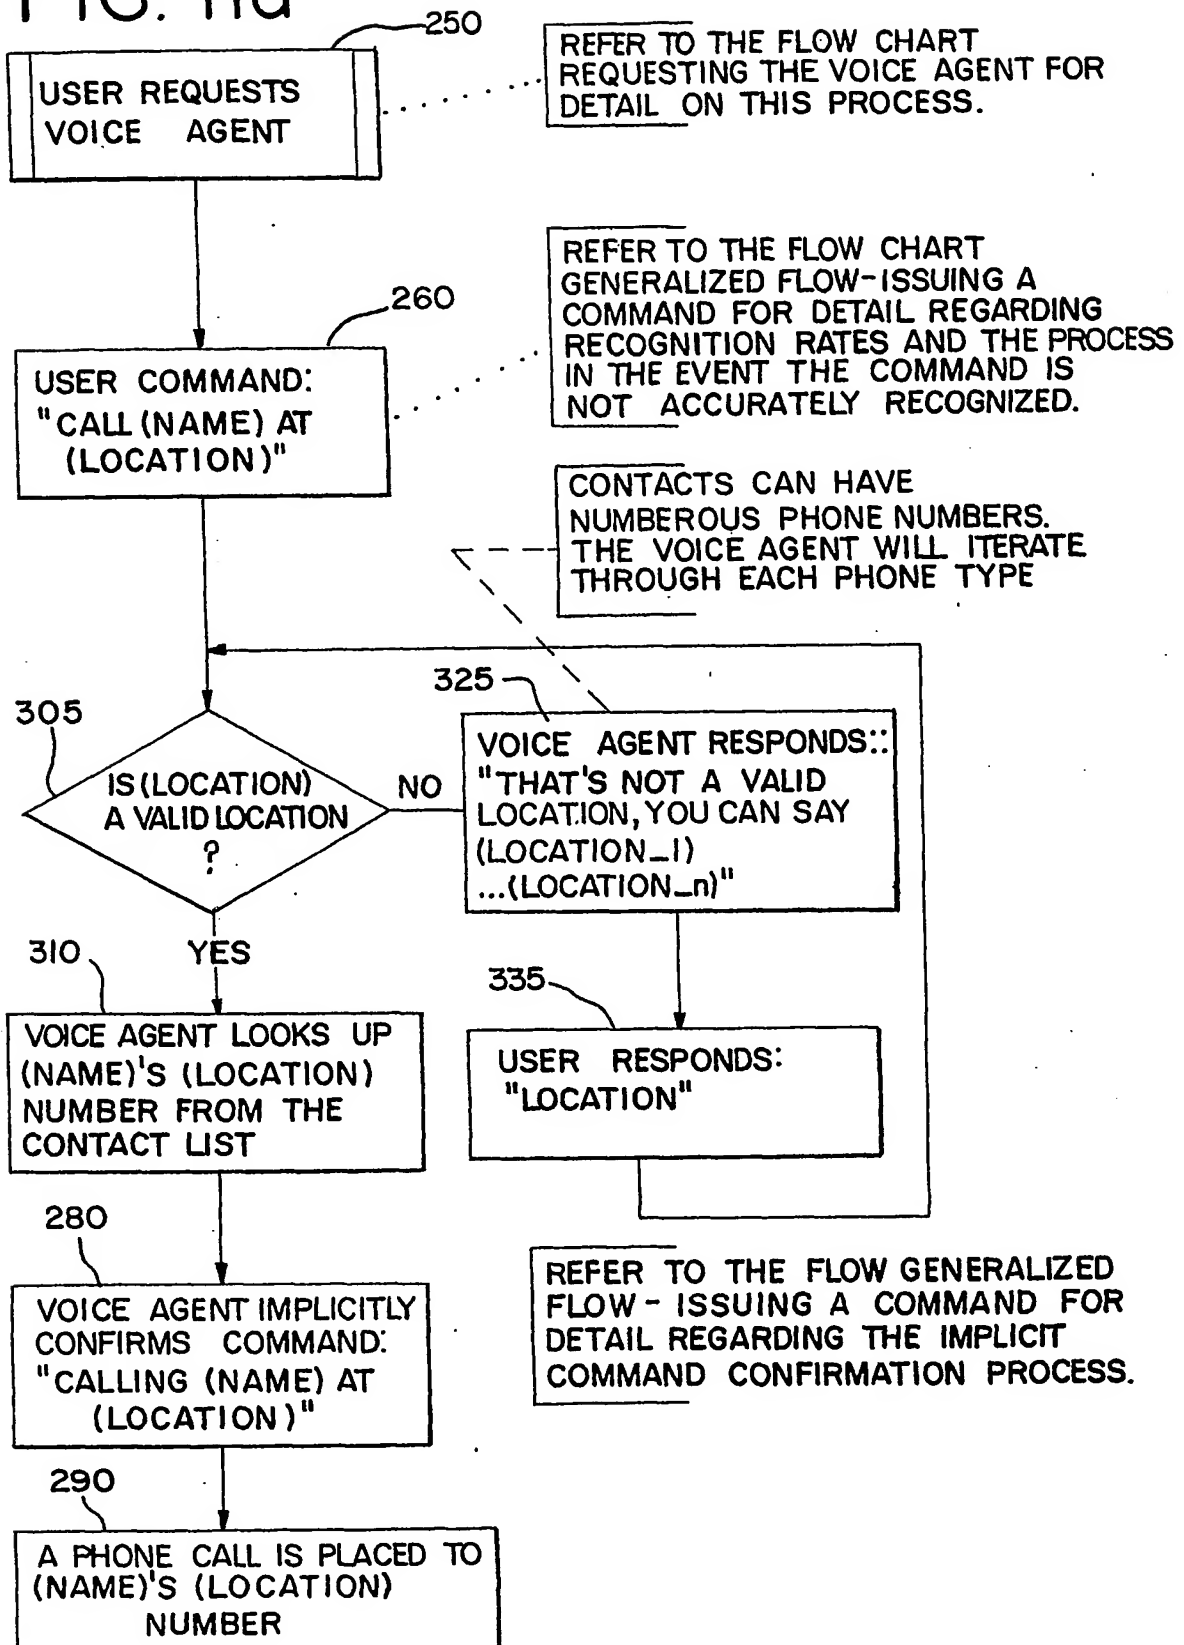 FIG. 11a
250
USER REQUESTS
VOICE AGENT
REFER TO THE FLOW CHART
REQUESTING THE VOICE AGENT FOR
DETAIL ON THIS PROCESS.
260
USER COMMAND:
"CALL (NAME) AT
(LOCATION)"
REFER TO THE FLOW CHART
GENERALIZED FLOW-ISSUING A
COMMAND FOR DETAIL REGARDING
RECOGNITION RATES AND THE PROCESS
IN THE EVENT THE COMMAND IS
NOT ACCURATELY RECOGNIZED.
CONTACTS CAN HAVE
NUMBEROUS PHONE NUMBERS.
THE VOICE AGENT WILL ITERATE
THROUGH EACH PHONE TYPE
305
IS (LOCATION)
A VALID LOCATION
?
NO
325
VOICE AGENT RESPONDS::
"THAT'S NOT A VALID
LOCATION, YOU CAN SAY
(LOCATION_1)
...(LOCATION_n)"
YES
335
USER RESPONDS:
"LOCATION"
310
VOICE AGENT LOOKS UP
(NAME)'S (LOCATION)
NUMBER FROM THE
CONTACT LIST
280
VOICE AGENT IMPLICITLY
CONFIRMS COMMAND:
"CALLING (NAME) AT
(LOCATION)"
REFER TO THE FLOW GENERALIZED
FLOW - ISSUING A COMMAND FOR
DETAIL REGARDING THE IMPLICIT
COMMAND CONFIRMATION PROCESS.
290
A PHONE CALL IS PLACED TO
(NAME)'S (LOCATION)
NUMBER